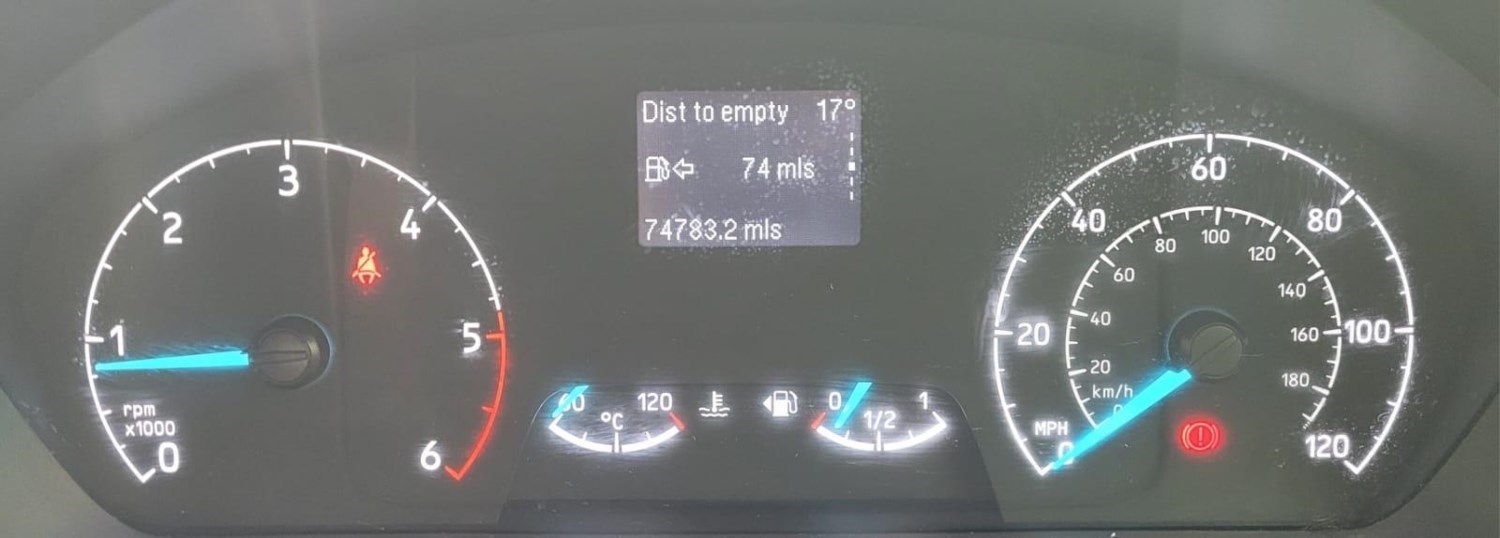 Dist to empty 17°
74 mls
74783.2 mls
0 1 2 3 4 5 6
rpm
x1000
60 120
°C
0 1/2 1
0 20 40 60 80 100 120
MPH
20 40 60 80 100 120 140 160 180
km/h